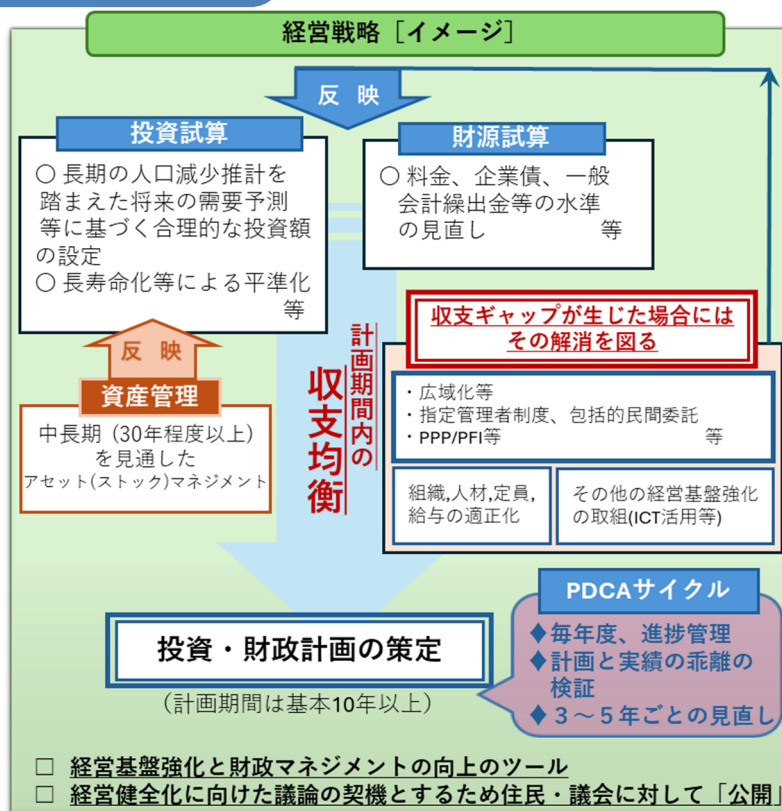 経営戦略［イメージ］
反 映
投資試算
○ 長期の人口減少推計を
踏まえた将来の需要予測
等に基づく合理的な投資額
の設定
○ 長寿命化等による平準化
等
財源試算
○ 料金、企業債、一般
会計繰出金等の水準
の見直し 等
反 映
資産管理
中長期（30年程度以上）
を見通した
アセット(ストック)マネジメント
計画期間内の
収支均衡
収支ギャップが生じた場合には
その解消を図る
・広域化等
・指定管理者制度、包括的民間委託
・PPP/PFI等 等
組織,人材,定員,
給与の適正化
その他の経営基盤強化
の取組(ICT活用等)
投資・財政計画の策定
（計画期間は基本10年以上）
PDCAサイクル
◆毎年度、進捗管理
◆計画と実績の乖離の
検証
◆３～５年ごとの見直し
□ 経営基盤強化と財政マネジメントの向上のツール
□ 経営健全化に向けた議論の契機とするため住民・議会に対して「公開」